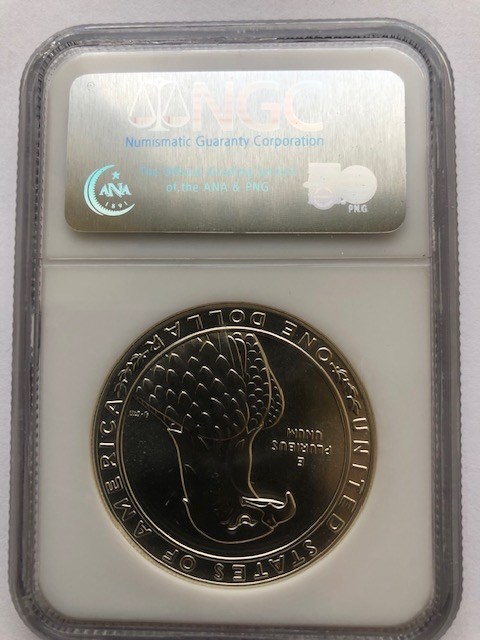 NGC
Numismatic Guaranty Corporation
The Official Grading Service
of the ANA & PNG
ANA
1891
PNG
UNITED STATES OF AMERICA
ONE DOLLAR
E
PLURIBUS
UNUM